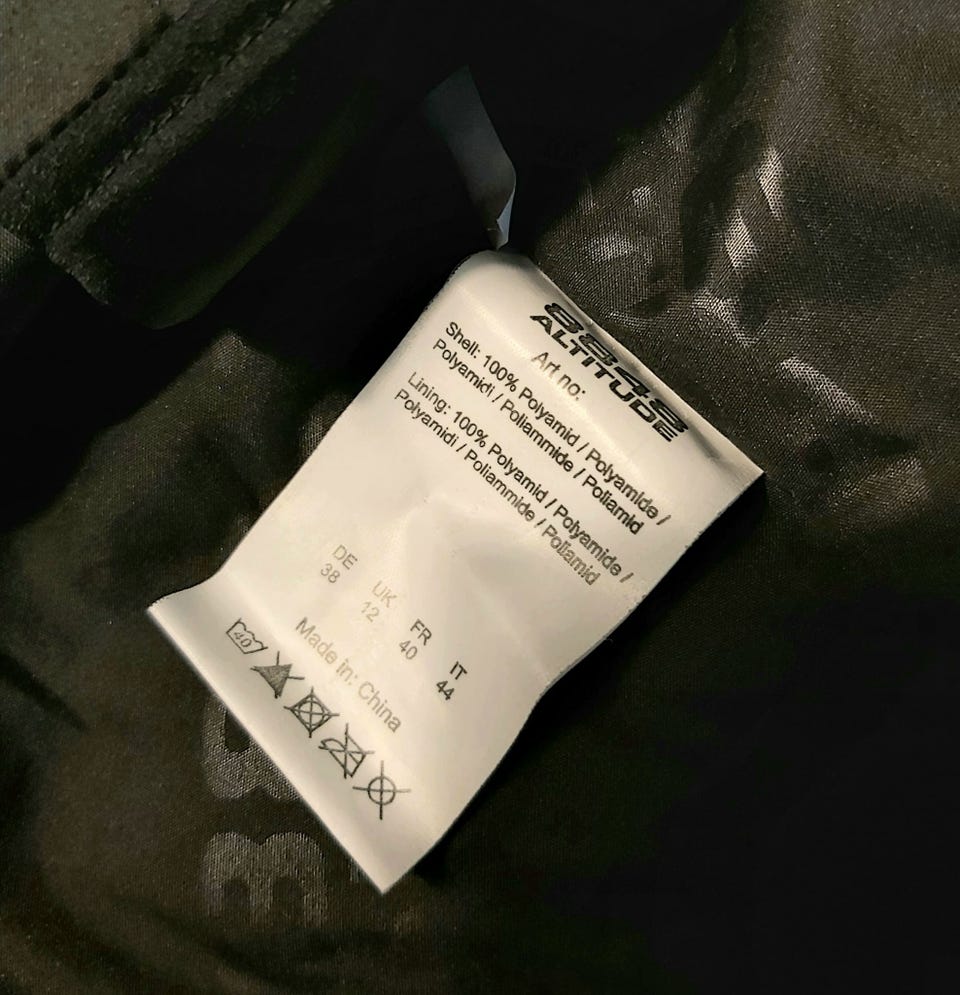 8848
ALTITUDE
Art no:
Shell: 100% Polyamid / Polyamide /
Polyamidi / Poliammide / Poliamid
Lining: 100% Polyamid / Polyamide /
Polyamidi / Poliammide / Poliamid
DE UK FR IT
38 12 40 44
Made in: China
40